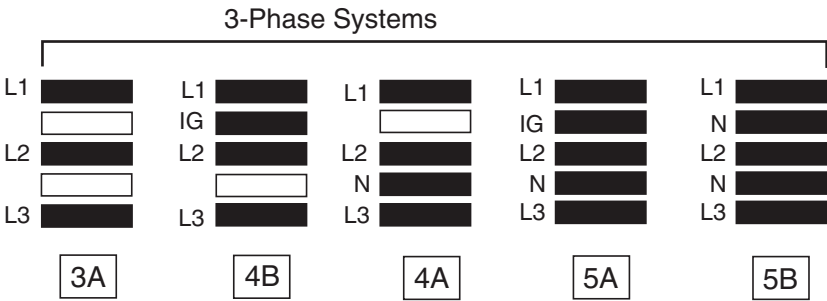 3-Phase Systems
L1 L1 L1 L1 L1
IG IG N
L2 L2 L2 L2 L2
N N N
L3 L3 L3 L3 L3
3A 4B 4A 5A 5B